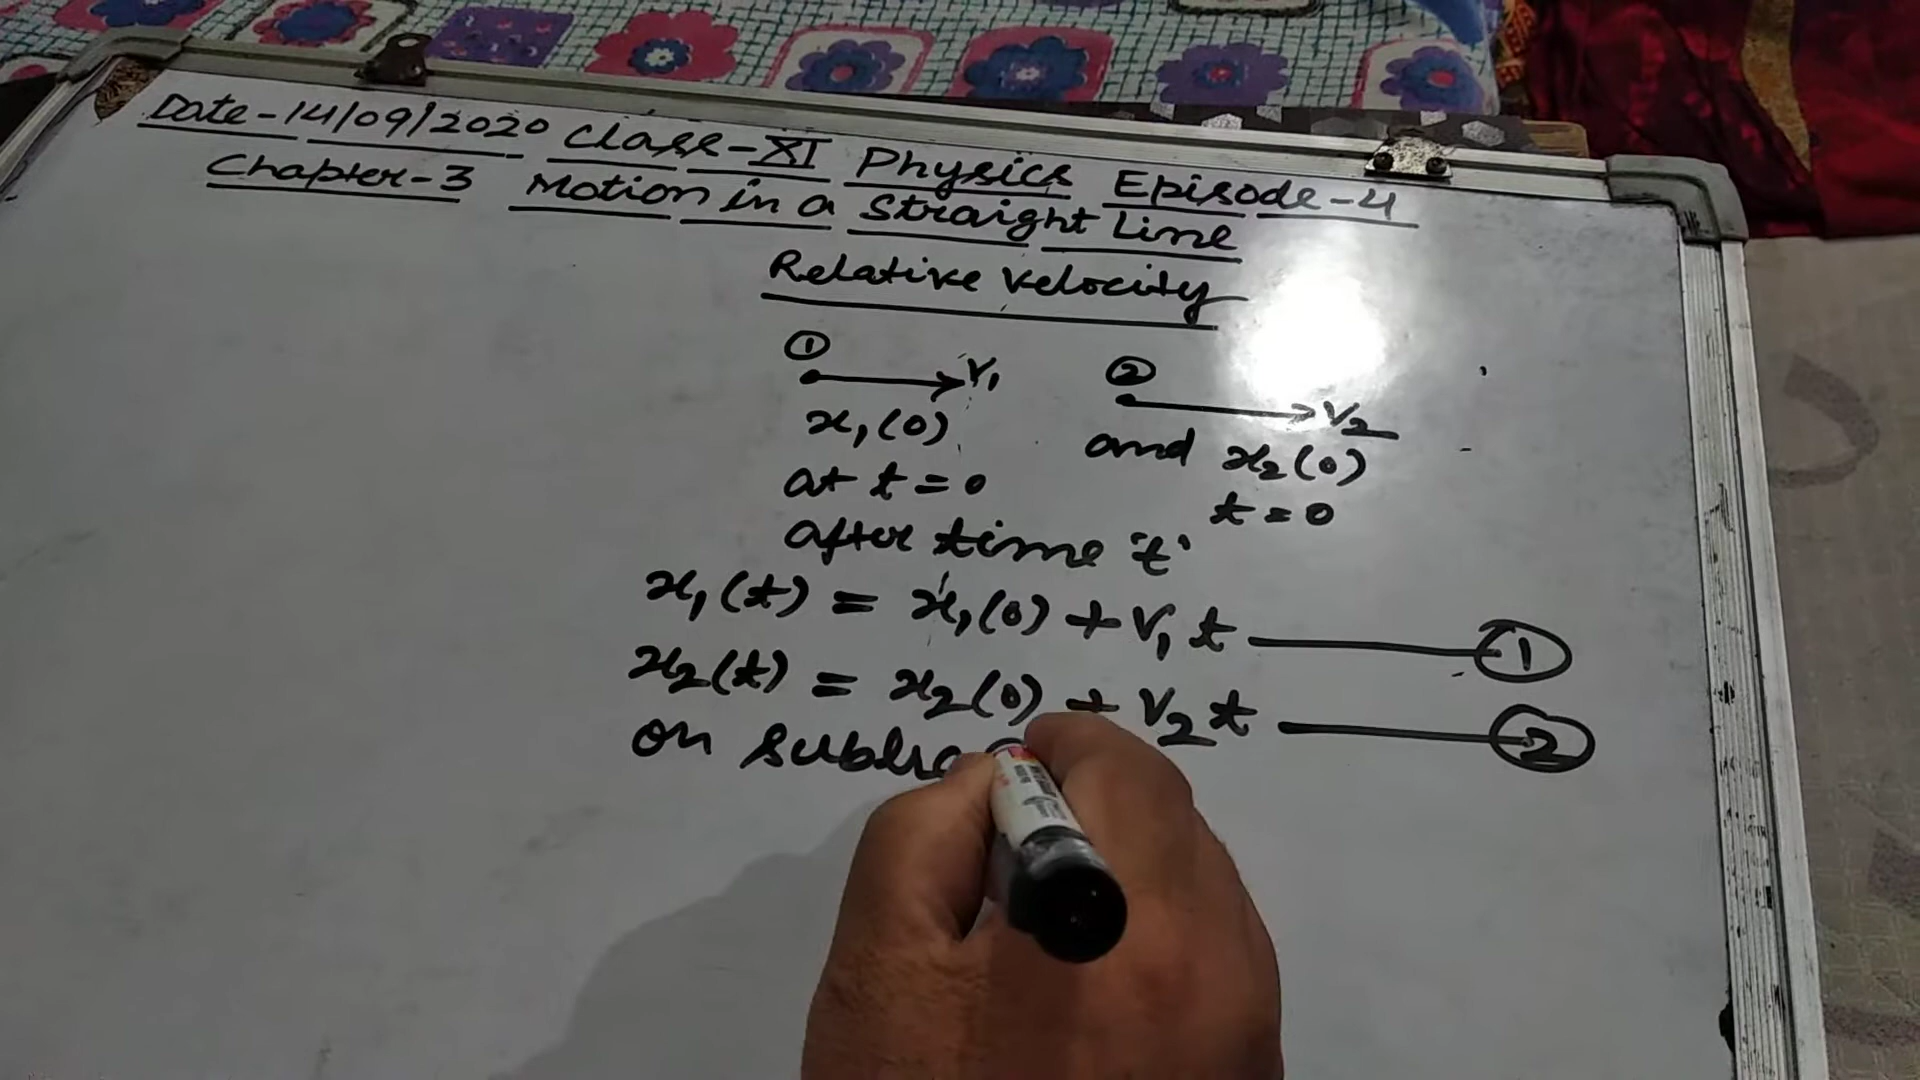 Date-14/09/2020 Class-XI Physics Episode-4
Chapter-3 Motion in a Straight Line
Relative Velocity
① ②
V₁ V₂
x₁(0) and x₂(0)
at t=0 t=0
after time 't'
x₁(t) = x₁(0) + V₁t ①
x₂(t) = x₂(0) + V₂t ②
on subtra